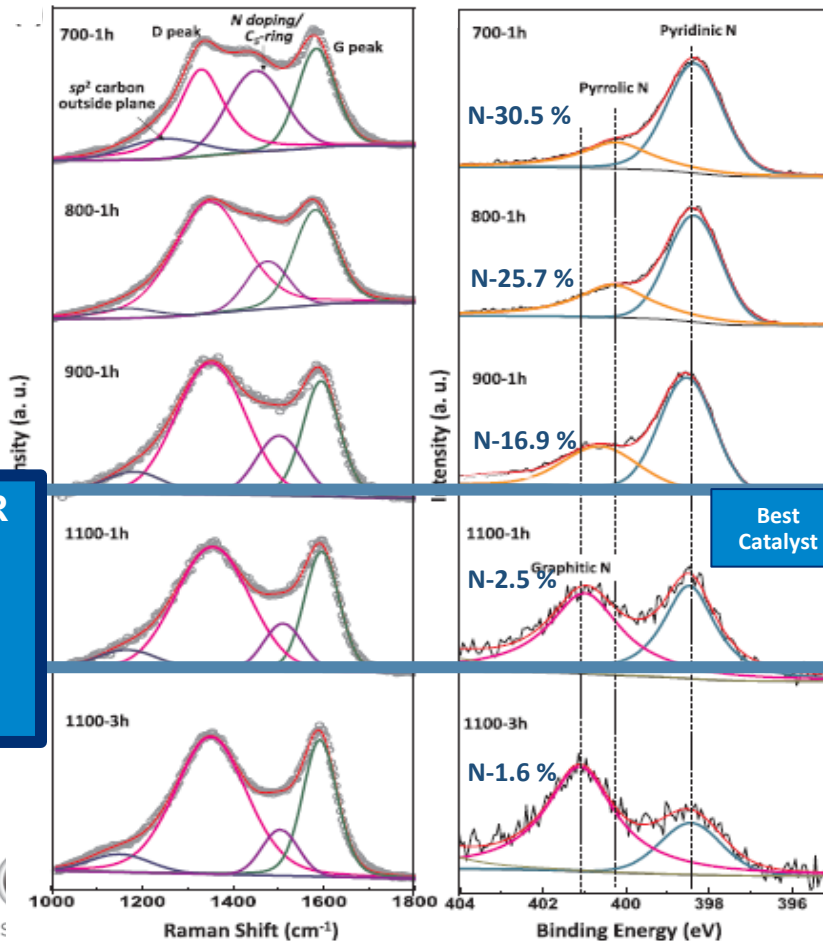 700-1h
D peak
N doping/
C5-ring
G peak
sp2 carbon
outside plane
800-1h
900-1h
1100-1h
1100-3h
1000 1200 1400 1600 1800
Raman Shift (cm-1)
R
700-1h
Pyridinic N
Pyrrolic N
N-30.5 %
800-1h
N-25.7 %
900-1h
N-16.9 %
Best
Catalyst
1100-1h
Graphitic N
N-2.5 %
1100-3h
N-1.6 %
404 402 400 398 396
Binding Energy (eV)
Intensity (a. u.)
nsity (a. u.)